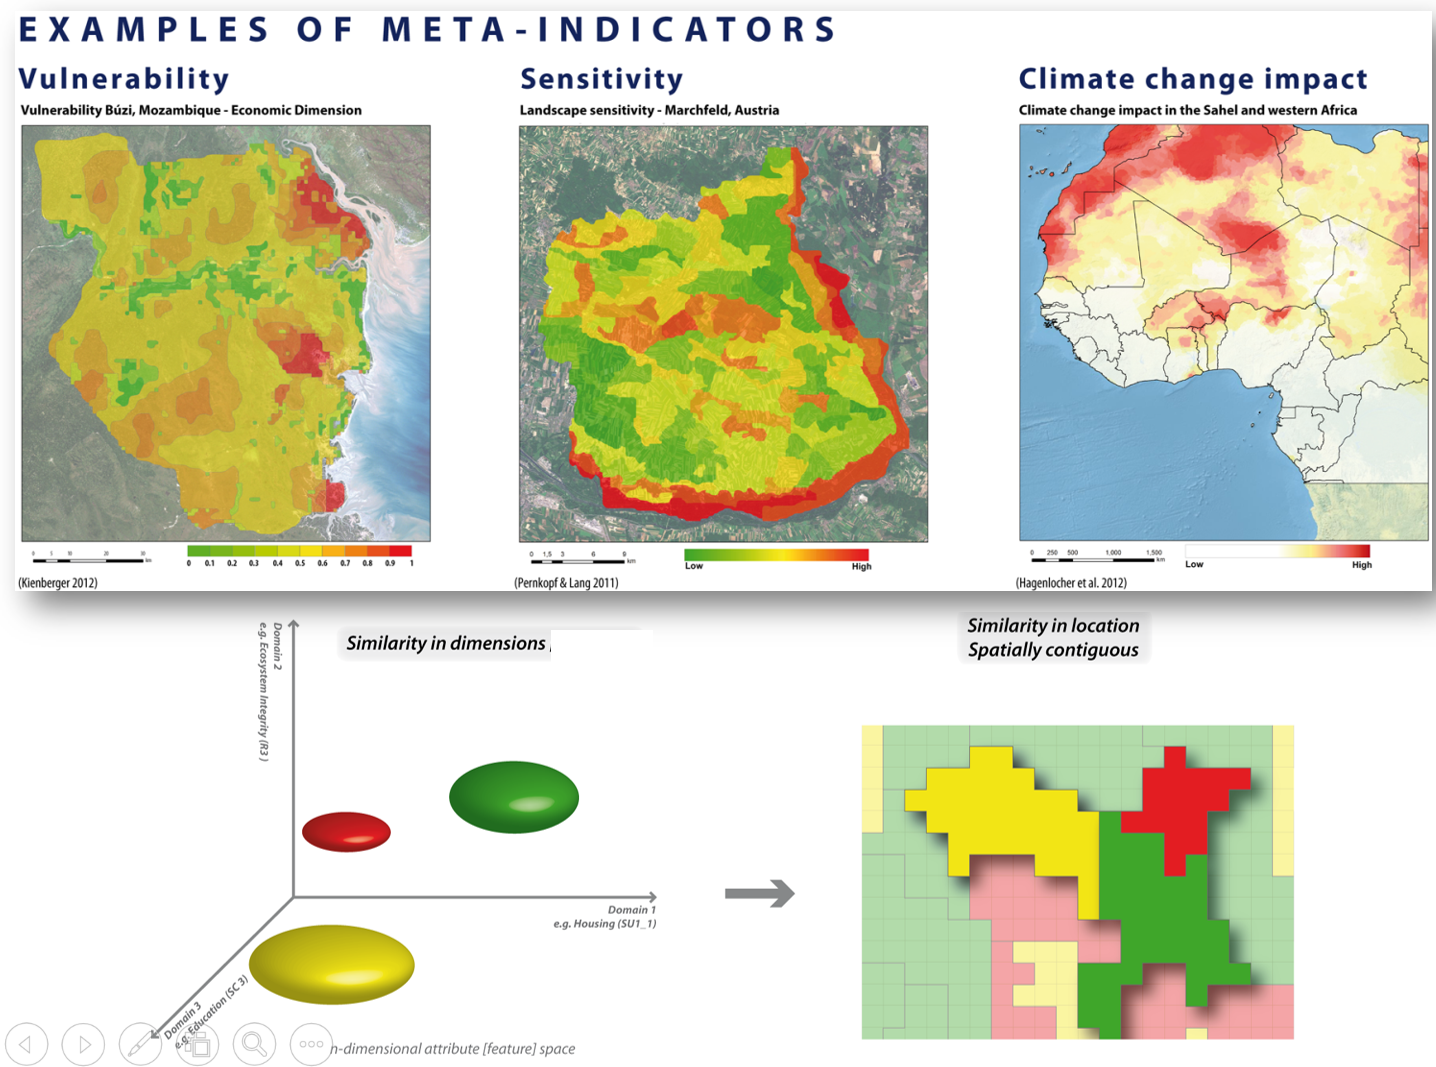 EXAMPLES OF META-INDICATORS
Vulnerability
Vulnerability Búzi, Mozambique - Economic Dimension
0 5 10 20 30
km
0 0.1 0.2 0.3 0.4 0.5 0.6 0.7 0.8 0.9 1
(Kienberger 2012)
Sensitivity
Landscape sensitivity - Marchfeld, Austria
0 1,5 3 6 9
km
Low High
(Pernkopf & Lang 2011)
Climate change impact
Climate change impact in the Sahel and western Africa
0 250 500 1,000 1,500
km
Low High
(Hagenlocher et al. 2012)
Similarity in dimensions
Domain 2
e.g. Ecosystem Integrity (R3)
Domain 1
e.g. Housing (SU1_1)
Domain 3
e.g. Education (SC 3)
n-dimensional attribute [feature] space
Similarity in location
Spatially contiguous